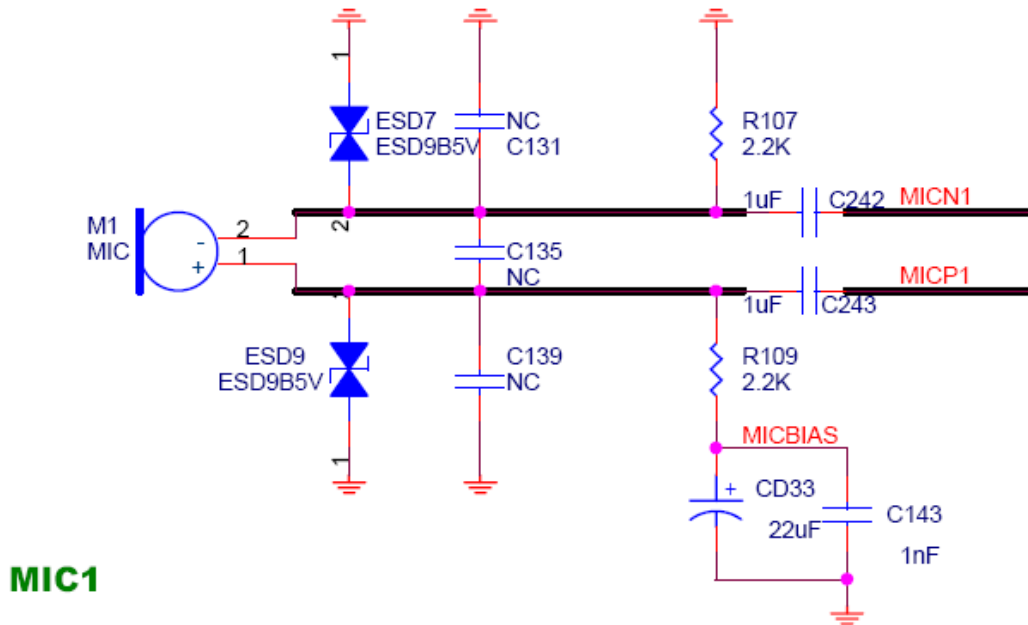 1
ESD7
ESD9B5V
NC
C131
R107
2.2K
M1
MIC
-
+
2
1
2
1uF
C242
MICN1
C135
NC
1uF
C243
MICP1
ESD9
ESD9B5V
C139
NC
R109
2.2K
1
MICBIAS
+
CD33
22uF
C143
1nF
MIC1